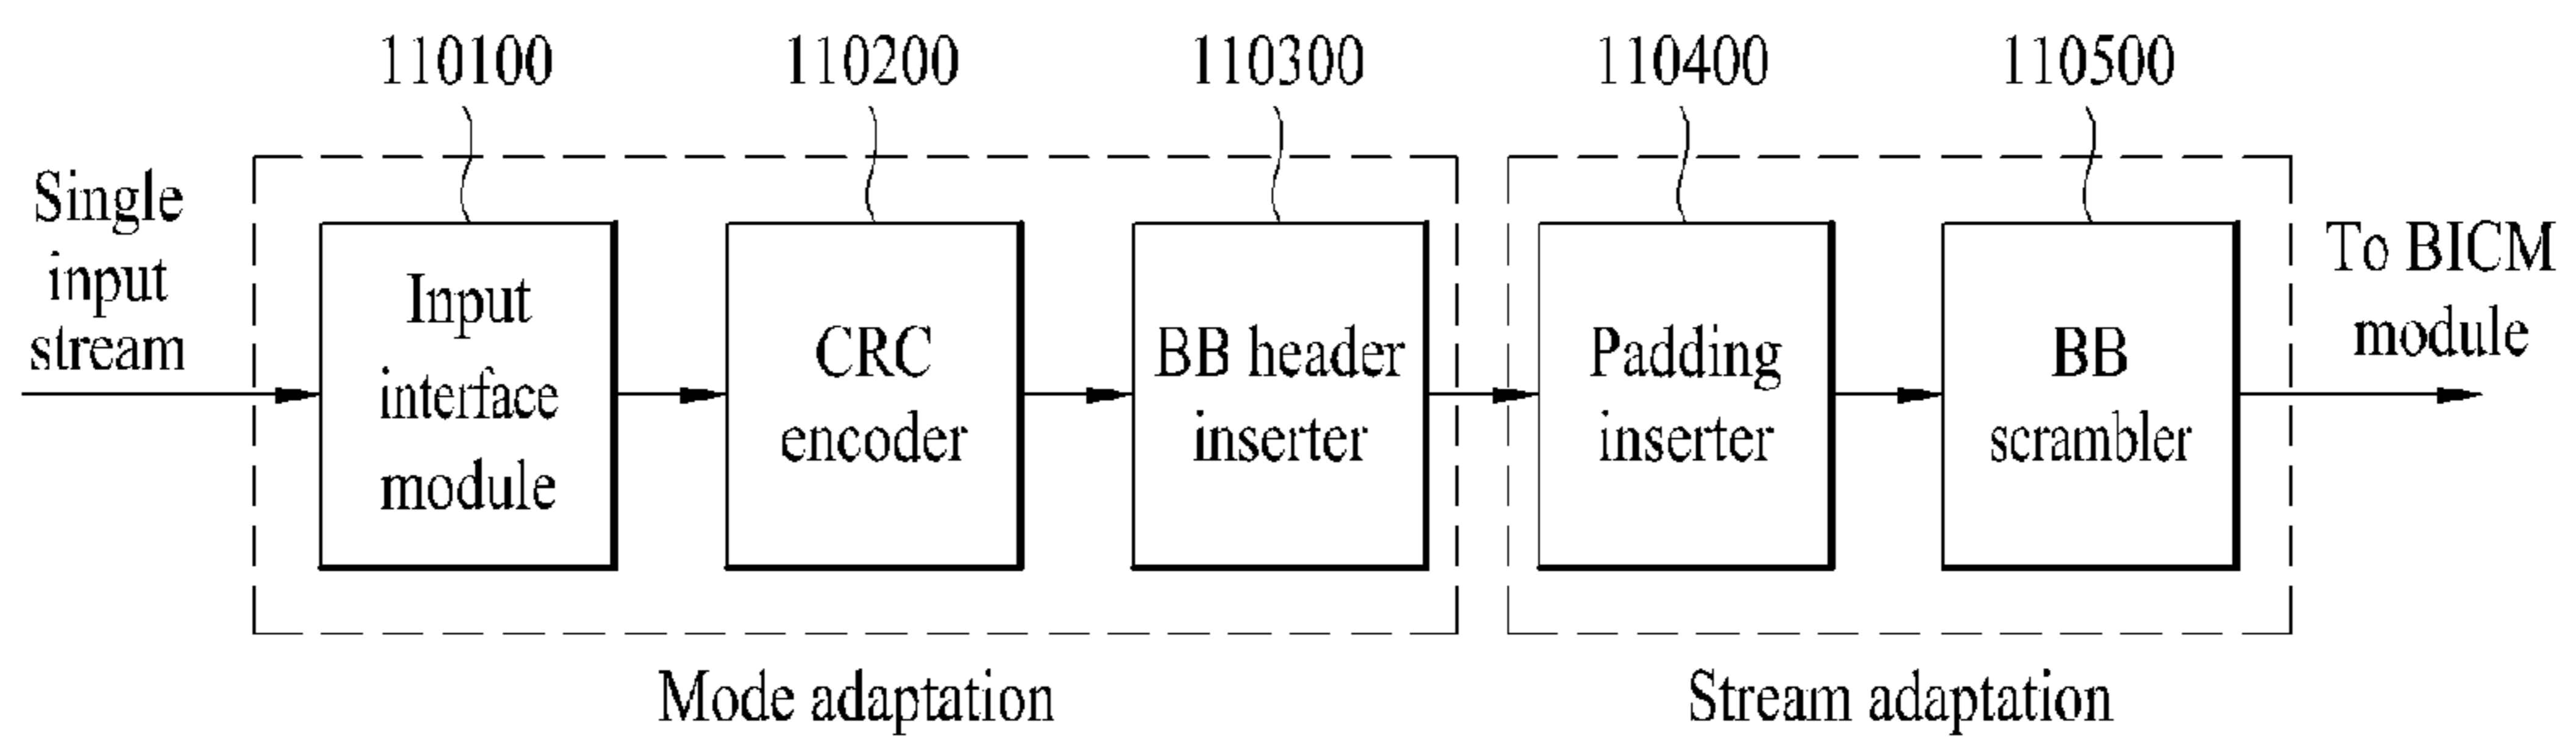 110100
110200
110300
110400
110500
Single
input
stream
Input
interface
module
CRC
encoder
BB header
inserter
Padding
inserter
BB
scrambler
To BICM
module
Mode adaptation
Stream adaptation